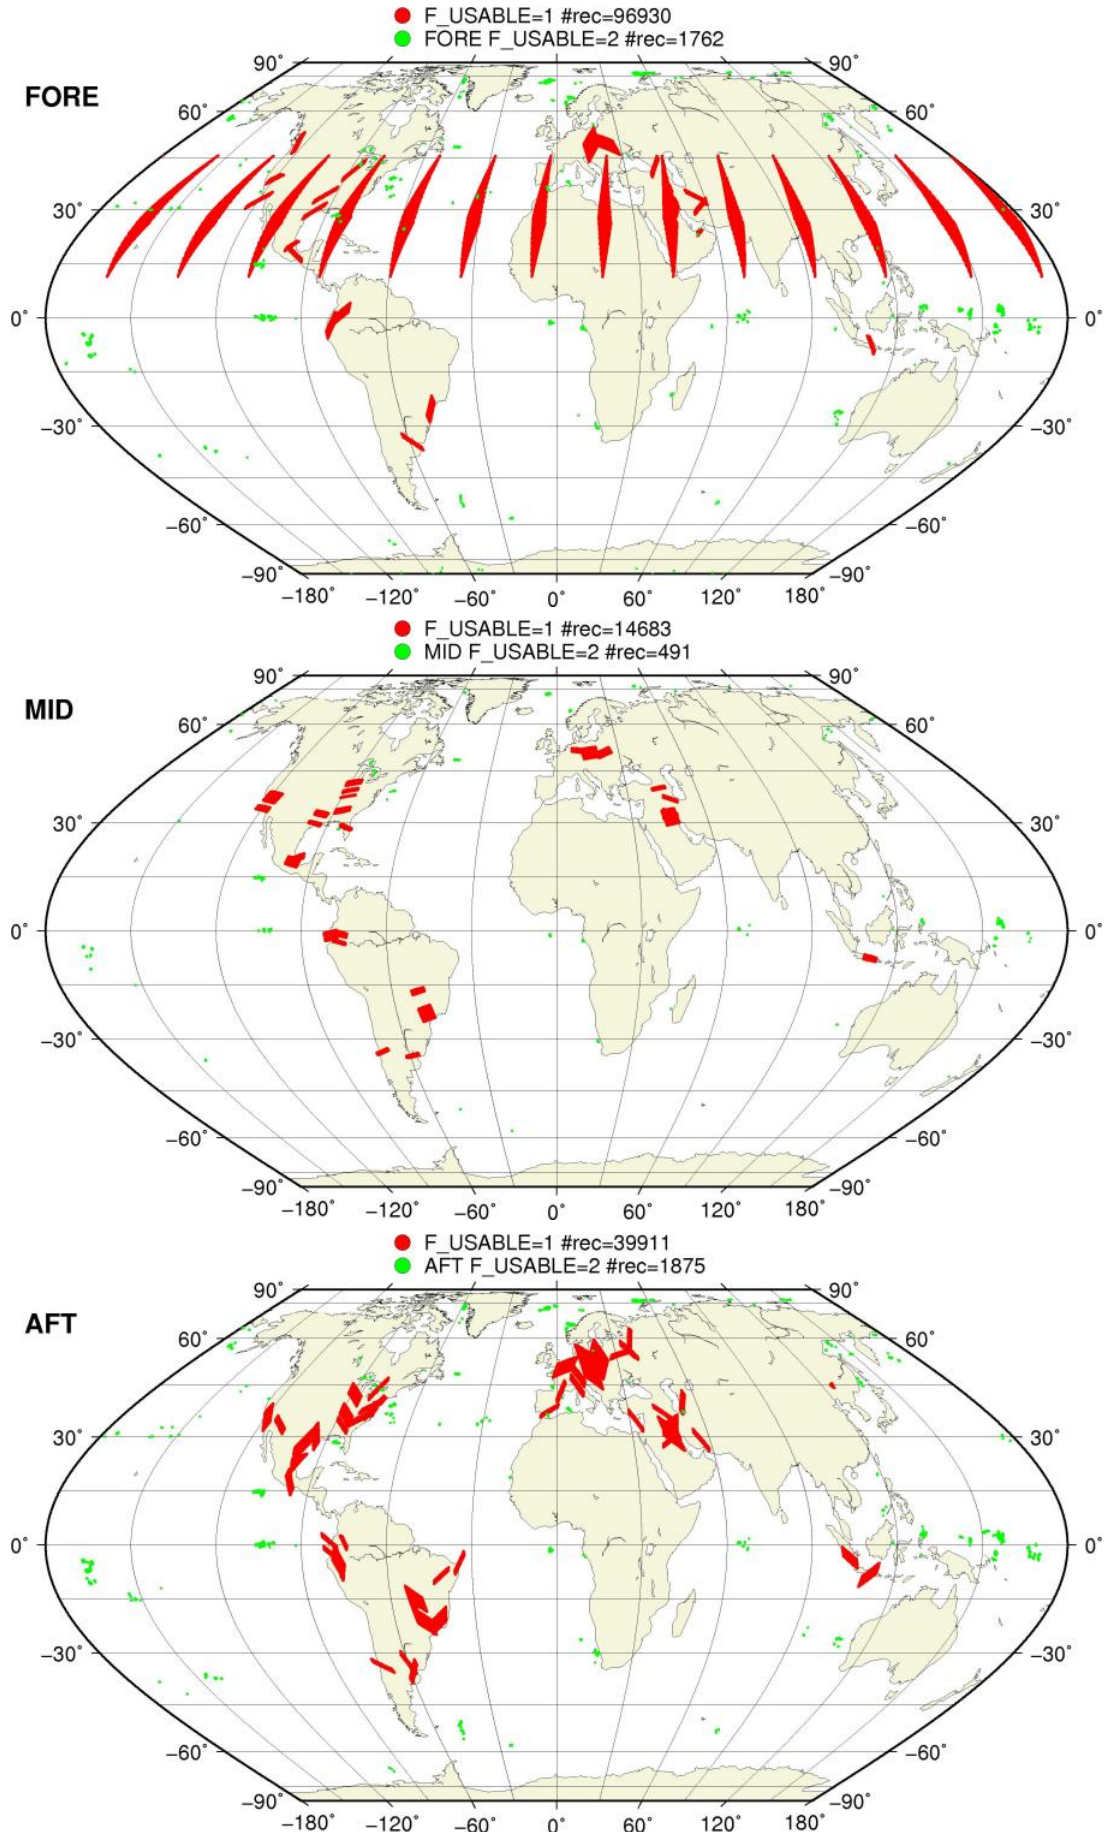 F_USABLE=1 #rec=96930
FORE F_USABLE=2 #rec=1762
FORE
90° 90°
60° 60°
30° 30°
0° 0°
−30° −30°
−60° −60°
−90° −90°
−180° −120° −60° 0° 60° 120° 180°
F_USABLE=1 #rec=14683
MID F_USABLE=2 #rec=491
MID
90° 90°
60° 60°
30° 30°
0° 0°
−30° −30°
−60° −60°
−90° −90°
−180° −120° −60° 0° 60° 120° 180°
F_USABLE=1 #rec=39911
AFT F_USABLE=2 #rec=1875
AFT
90° 90°
60° 60°
30° 30°
0° 0°
−30° −30°
−60° −60°
−90° −90°
−180° −120° −60° 0° 60° 120° 180°